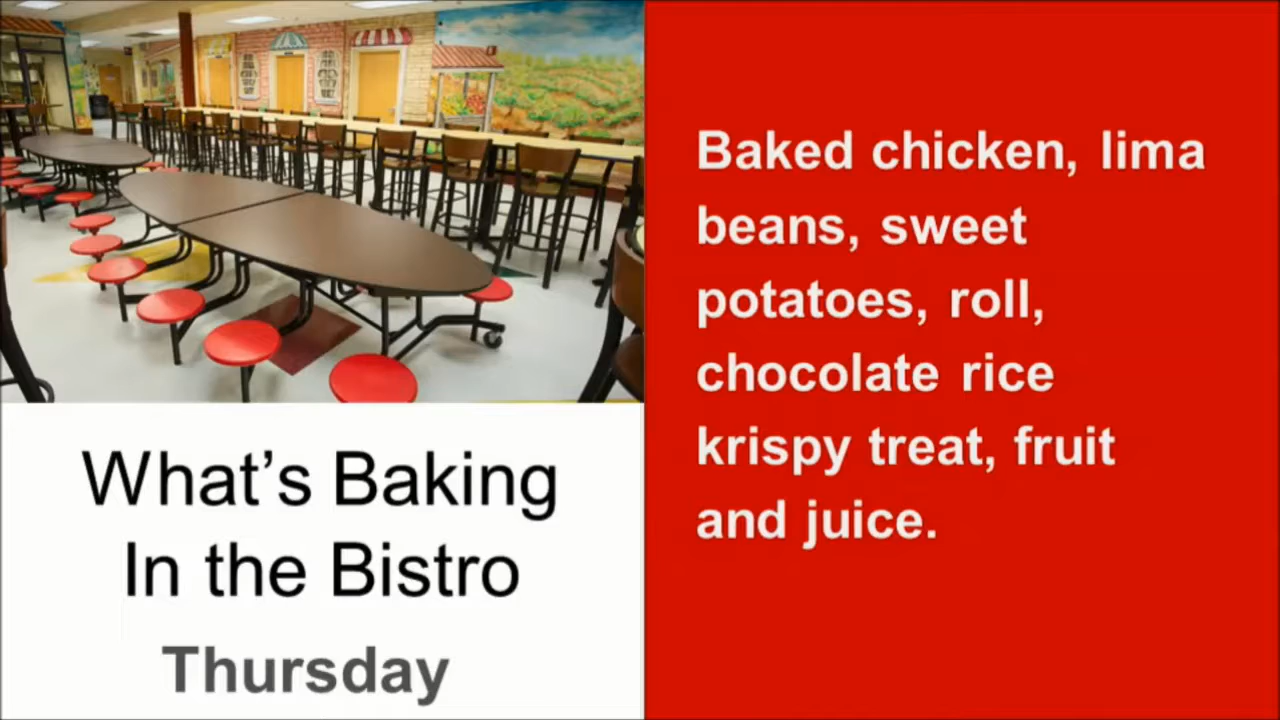 What's Baking
In the Bistro
Thursday
Baked chicken, lima
beans, sweet
potatoes, roll,
chocolate rice
krispy treat, fruit
and juice.